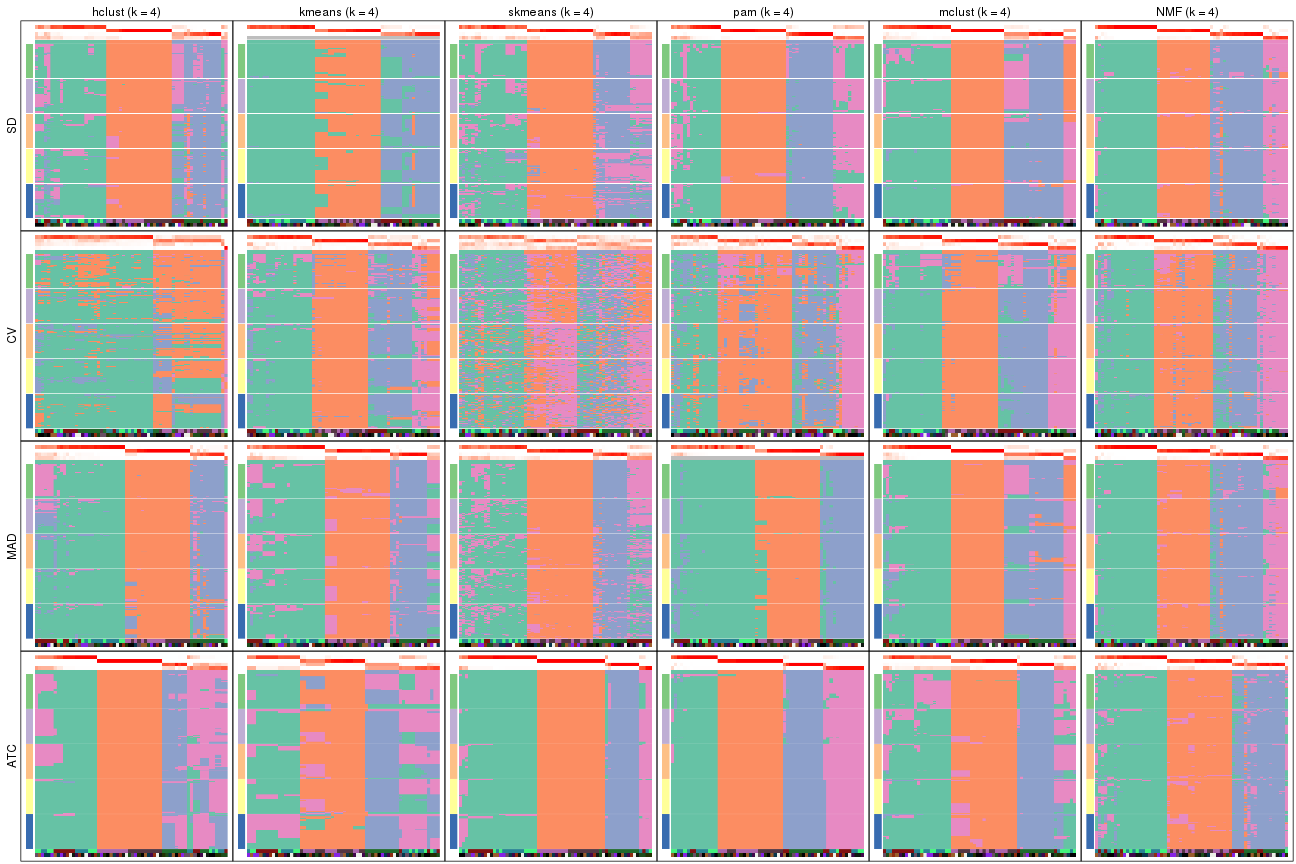 hclust (k = 4) kmeans (k = 4) skmeans (k = 4) pam (k = 4) mclust (k = 4) NMF (k = 4)
SD
CV
MAD
ATC